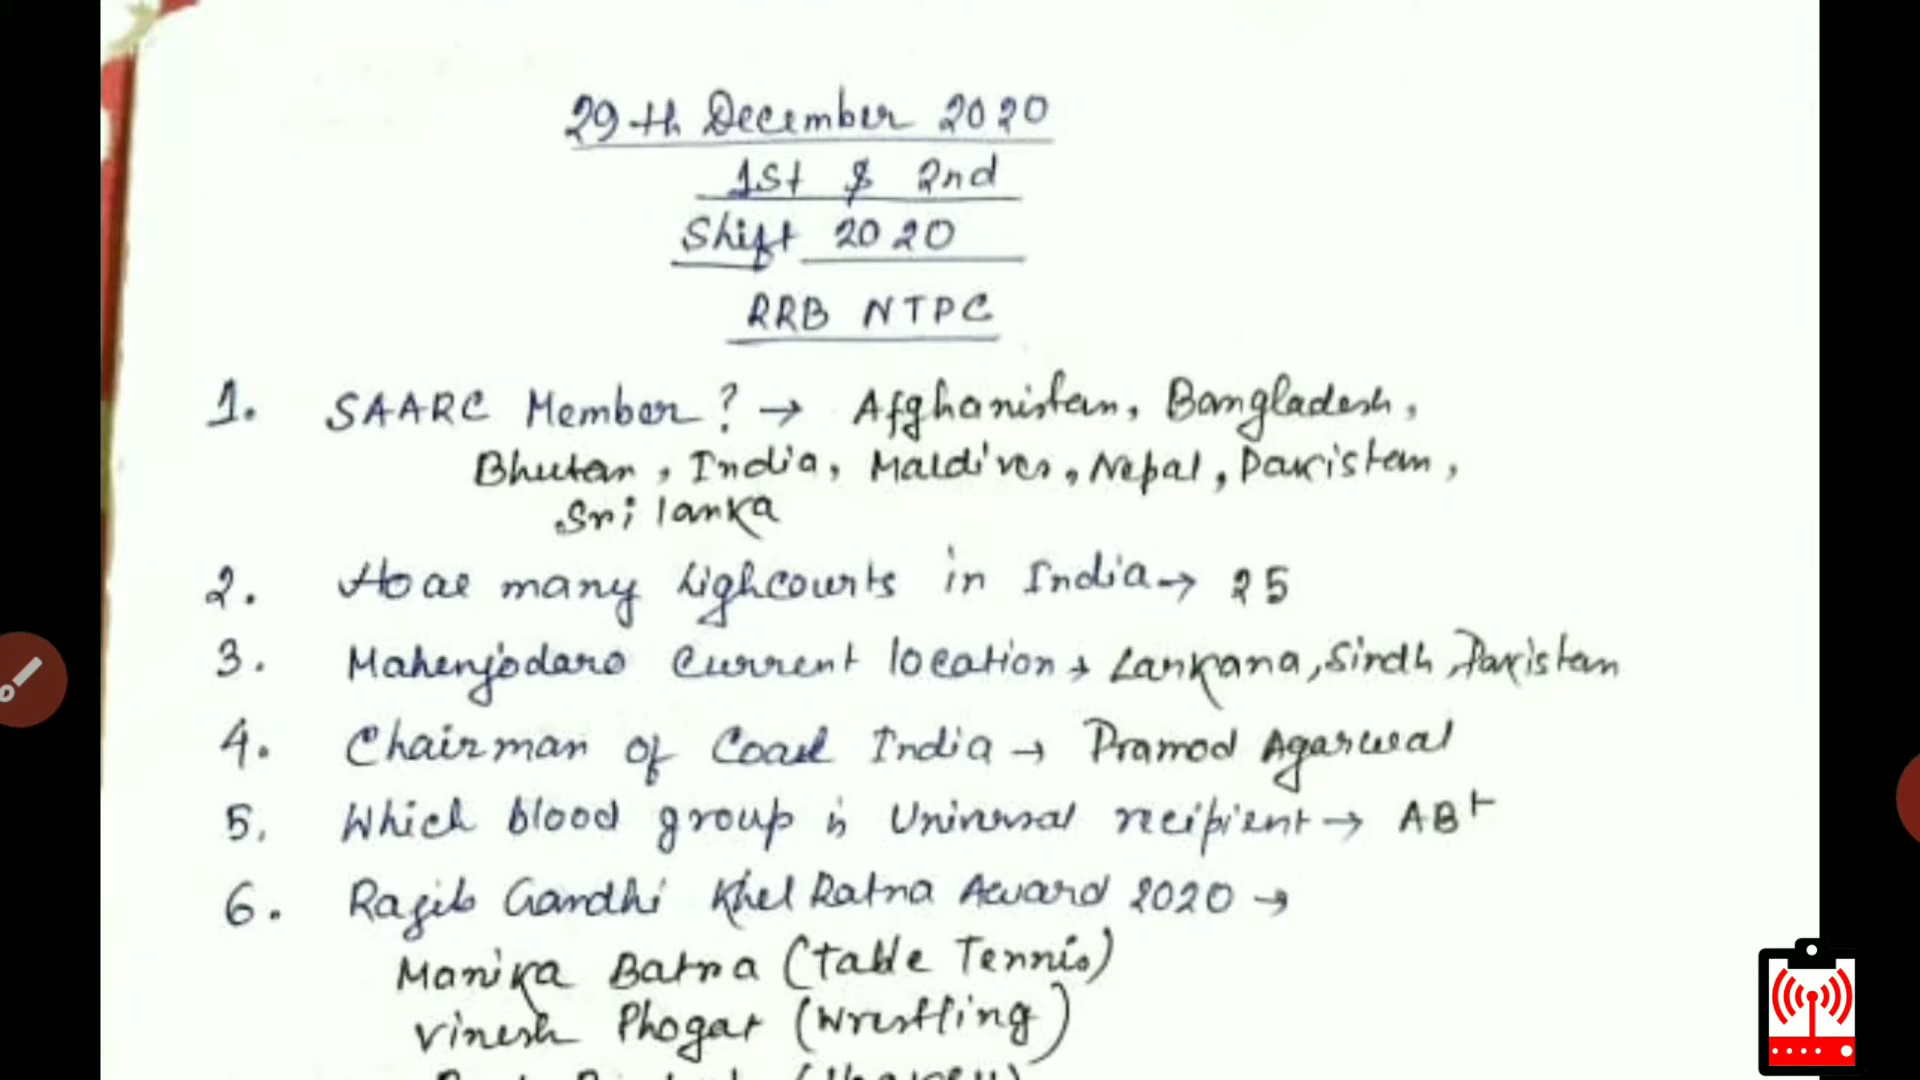 29th December 2020
1st & 2nd
Shift 2020
RRB NTPC
1. SAARC Member? → Afghanistan, Bangladesh,
Bhutan, India, Maldives, Nepal, Pakistan,
Sri lanka
2. How many highcourts in India → 25
3. Mahenjodaro Current location → Larkana, Sindh, Pakistan
4. Chairman of Coal India → Pramod Agarwal
5. Which blood group is Universal recipient → AB+
6. Rajib Gandhi Khel Ratna Award 2020 →
Manika Batra (Table Tennis)
Vinesh Phogat (Wrestling)